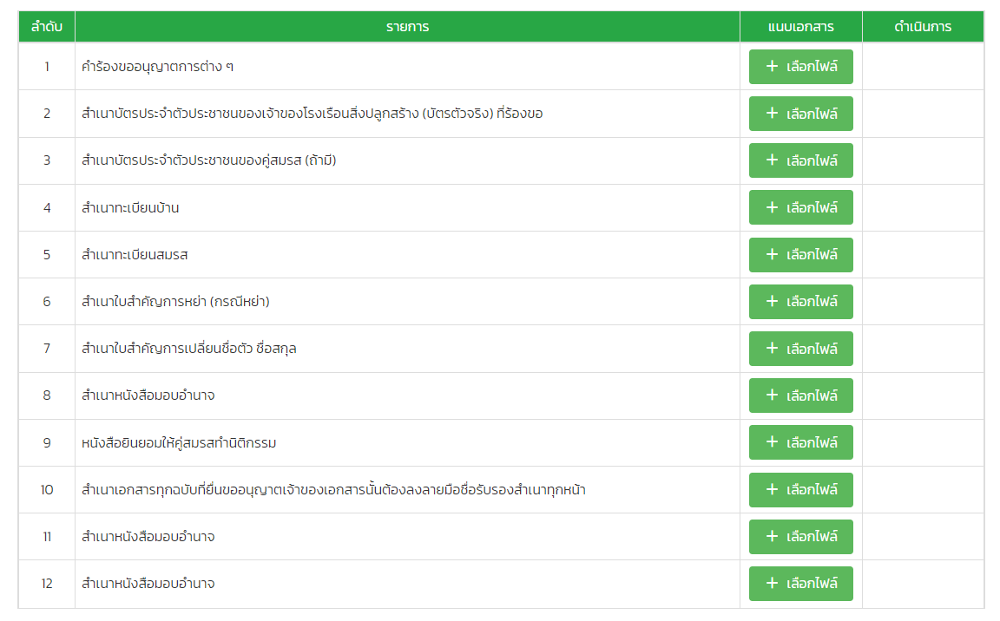 ลำดับ รายการ แนบเอกสาร ดำเนินการ
1 คำร้องขออนุญาตการต่าง ๆ + เลือกไฟล์
2 สำเนาบัตรประจำตัวประชาชนของเจ้าของโรงเรือนสิ่งปลูกสร้าง (บัตรตัวจริง) ที่ร้องขอ + เลือกไฟล์
3 สำเนาบัตรประจำตัวประชาชนของคู่สมรส (ถ้ามี) + เลือกไฟล์
4 สำเนาทะเบียนบ้าน + เลือกไฟล์
5 สำเนาทะเบียนสมรส + เลือกไฟล์
6 สำเนาใบสำคัญการหย่า (กรณีหย่า) + เลือกไฟล์
7 สำเนาใบสำคัญการเปลี่ยนชื่อตัว ชื่อสกุล + เลือกไฟล์
8 สำเนาหนังสือมอบอำนาจ + เลือกไฟล์
9 หนังสือยินยอมให้คู่สมรสทำนิติกรรม + เลือกไฟล์
10 สำเนาเอกสารทุกฉบับที่ยื่นขออนุญาตเจ้าของเอกสารนั้นต้องลงลายมือชื่อรับรองสำเนาทุกหน้า + เลือกไฟล์
11 สำเนาหนังสือมอบอำนาจ + เลือกไฟล์
12 สำเนาหนังสือมอบอำนาจ + เลือกไฟล์